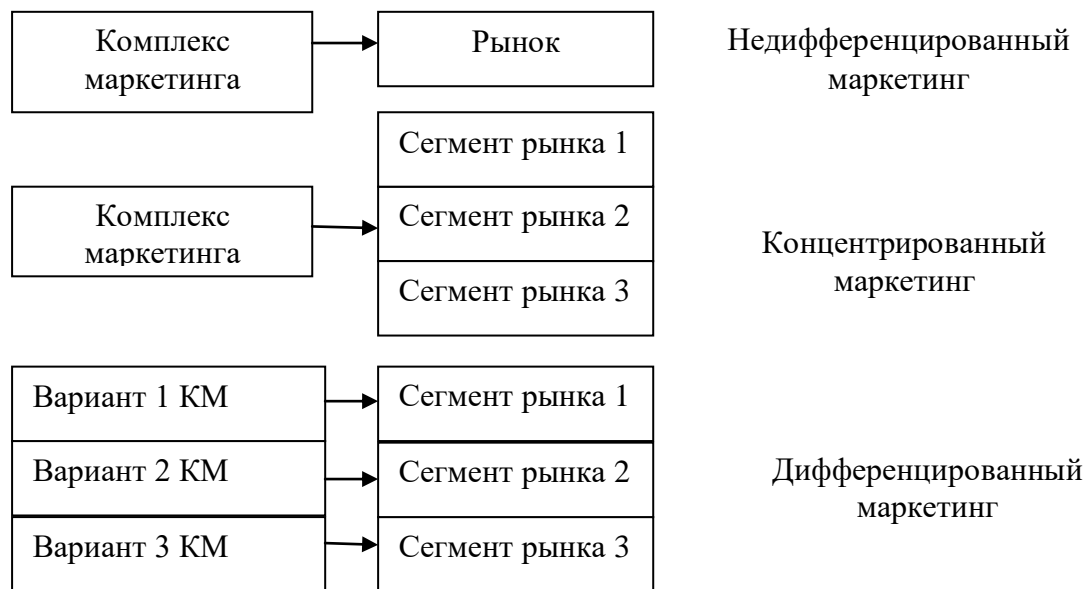 Комплекс
маркетинга
Рынок
Недифференцированный
маркетинг
Сегмент рынка 1
Комплекс
маркетинга
Сегмент рынка 2
Концентрированный
маркетинг
Сегмент рынка 3
Вариант 1 КМ
Сегмент рынка 1
Вариант 2 КМ
Сегмент рынка 2
Дифференцированный
маркетинг
Вариант 3 КМ
Сегмент рынка 3